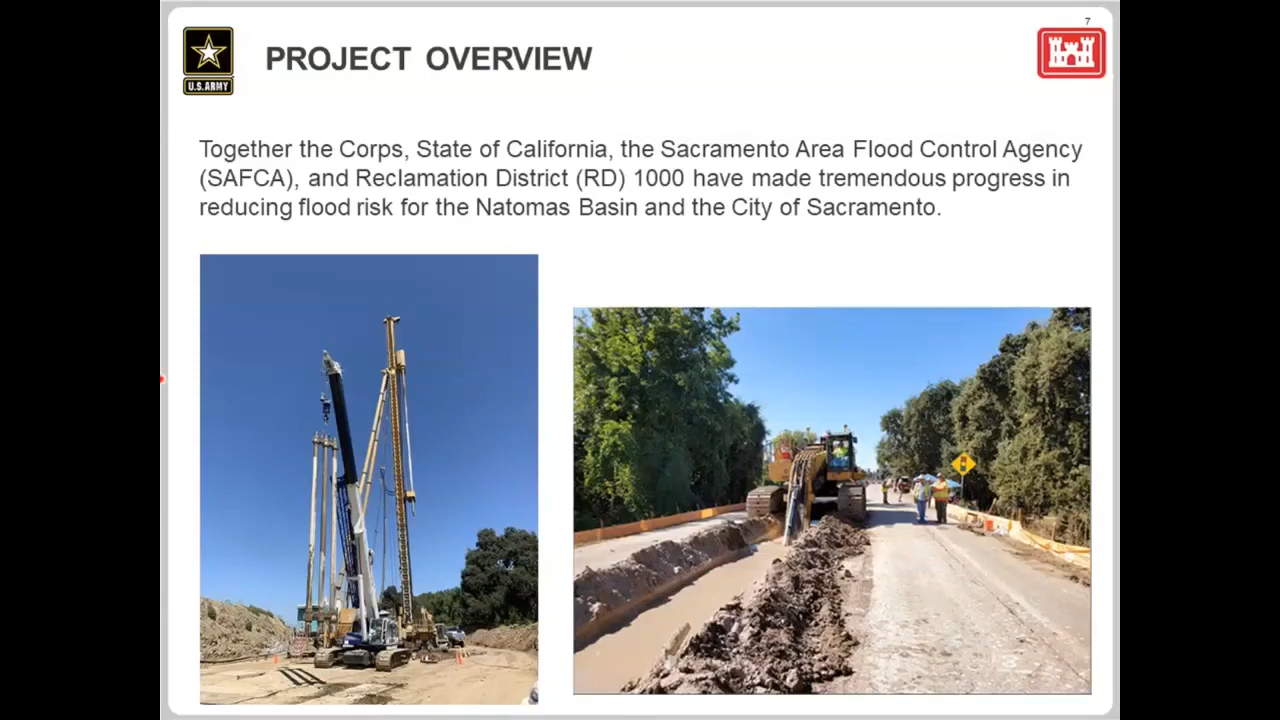 7
U.S.ARMY
PROJECT OVERVIEW
Together the Corps, State of California, the Sacramento Area Flood Control Agency
(SAFCA), and Reclamation District (RD) 1000 have made tremendous progress in
reducing flood risk for the Natomas Basin and the City of Sacramento.